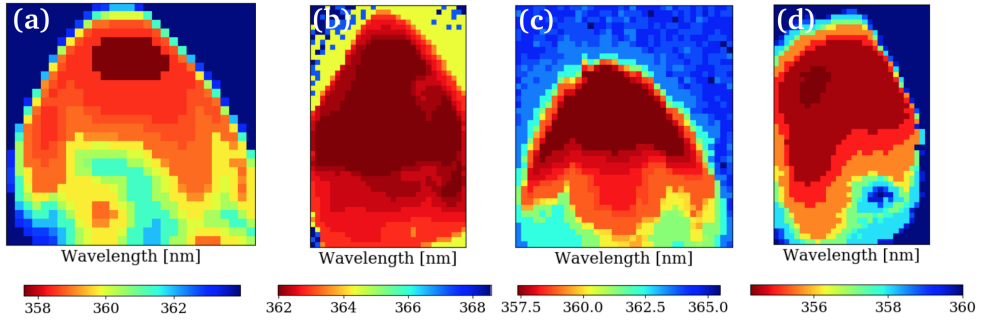 (a) (b) (c) (d)
Wavelength [nm] Wavelength [nm] Wavelength [nm] Wavelength [nm]
358 360 362 362 364 366 368 357.5 360.0 362.5 365.0 356 358 360